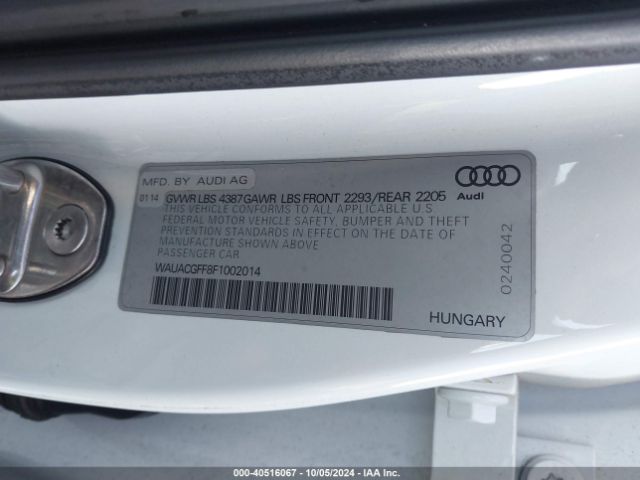 MFD. BY AUDI AG
01 14 GVWR LBS 4387GAWR LBS FRONT 2293/REAR 2205 Audi
THIS VEHICLE CONFORMS TO ALL APPLICABLE U.S.
FEDERAL MOTOR VEHICLE SAFETY, BUMPER AND THEFT
PREVENTION STANDARDS IN EFFECT ON THE DATE OF
MANUFACTURE SHOWN ABOVE
PASSENGER CAR
WAUACGFF8F1002014
0240042
HUNGARY
000-40516067 - 10/05/2024 - IAAI.com